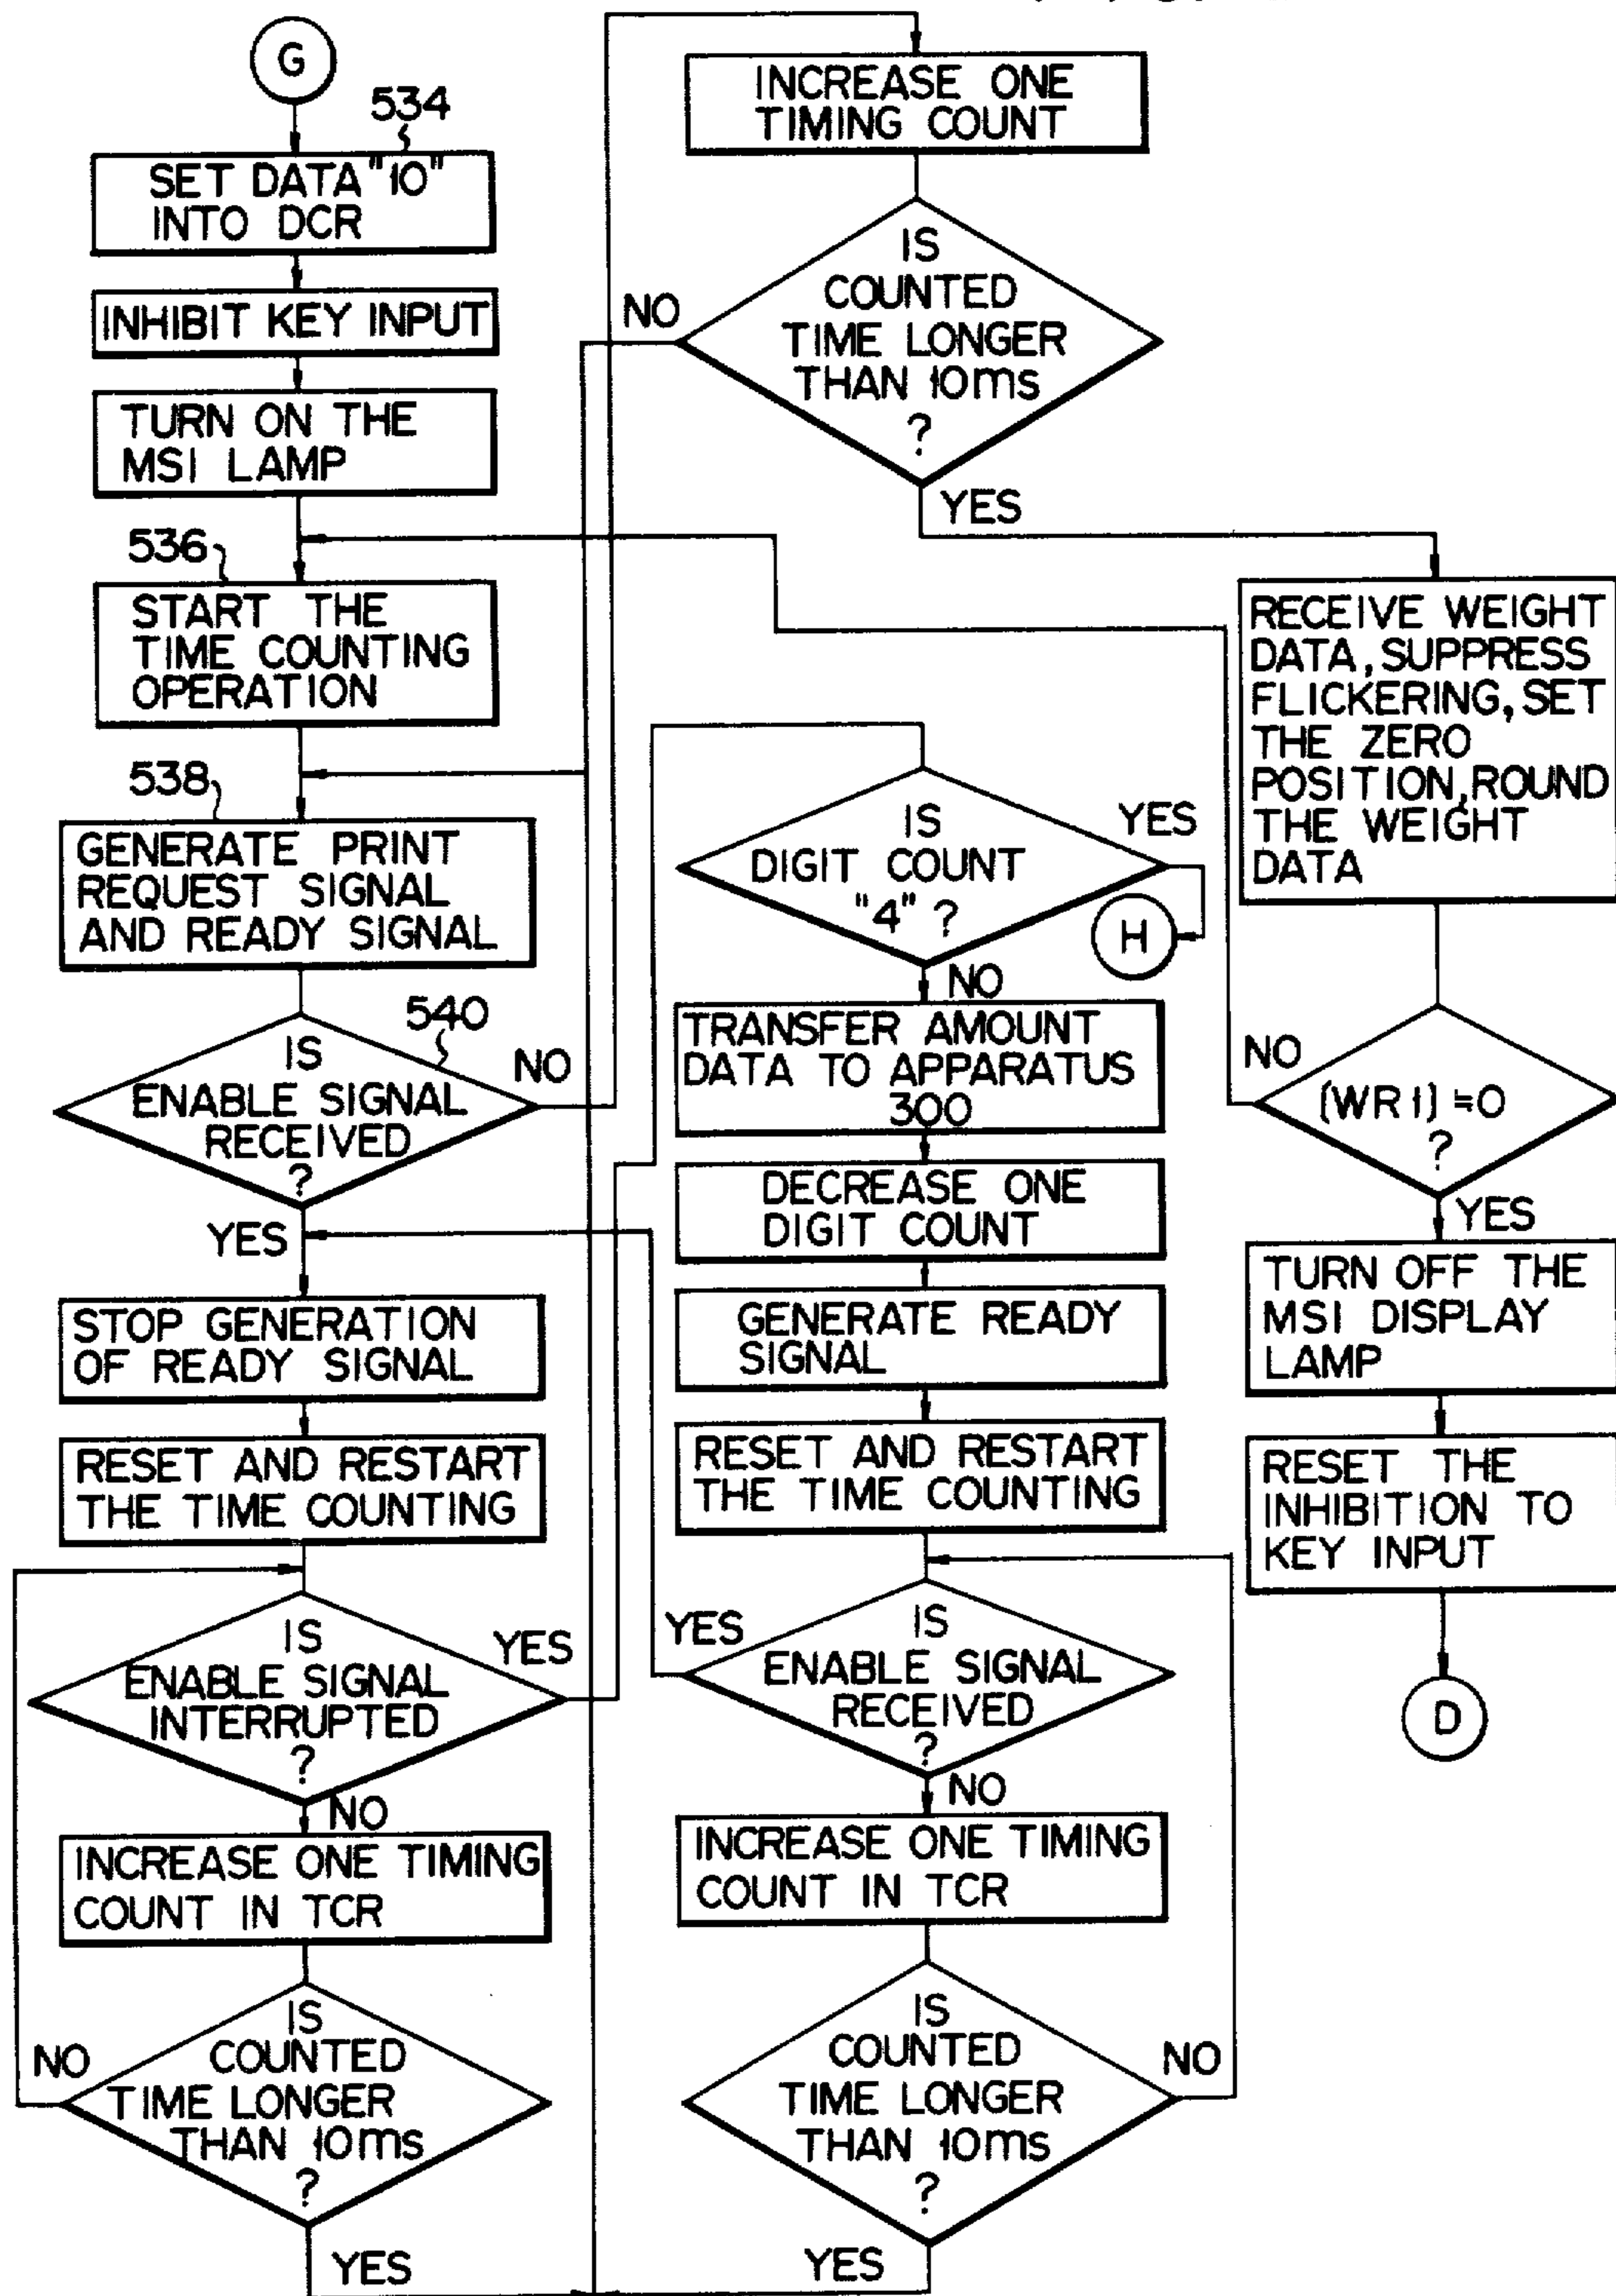 G
534
SET DATA "10"
INTO DCR
INHIBIT KEY INPUT
TURN ON THE
MSI LAMP
536
START THE
TIME COUNTING
OPERATION
538
GENERATE PRINT
REQUEST SIGNAL
AND READY SIGNAL
540
IS
ENABLE SIGNAL
RECEIVED
?
NO
YES
STOP GENERATION
OF READY SIGNAL
RESET AND RESTART
THE TIME COUNTING
IS
ENABLE SIGNAL
INTERRUPTED
?
YES
NO
INCREASE ONE TIMING
COUNT IN TCR
IS
COUNTED
TIME LONGER
THAN 10ms
?
NO
YES
INCREASE ONE
TIMING COUNT
IS
COUNTED
TIME LONGER
THAN 10ms
?
NO
YES
IS
DIGIT COUNT
"4" ?
YES
H
NO
TRANSFER AMOUNT
DATA TO APPARATUS
300
DECREASE ONE
DIGIT COUNT
GENERATE READY
SIGNAL
RESET AND RESTART
THE TIME COUNTING
IS
ENABLE SIGNAL
RECEIVED
?
YES
NO
INCREASE ONE TIMING
COUNT IN TCR
IS
COUNTED
TIME LONGER
THAN 10ms
?
NO
YES
RECEIVE WEIGHT
DATA, SUPPRESS
FLICKERING, SET
THE ZERO
POSITION, ROUND
THE WEIGHT
DATA
NO
(WR1) ≒0
?
YES
TURN OFF THE
MSI DISPLAY
LAMP
RESET THE
INHIBITION TO
KEY INPUT
D